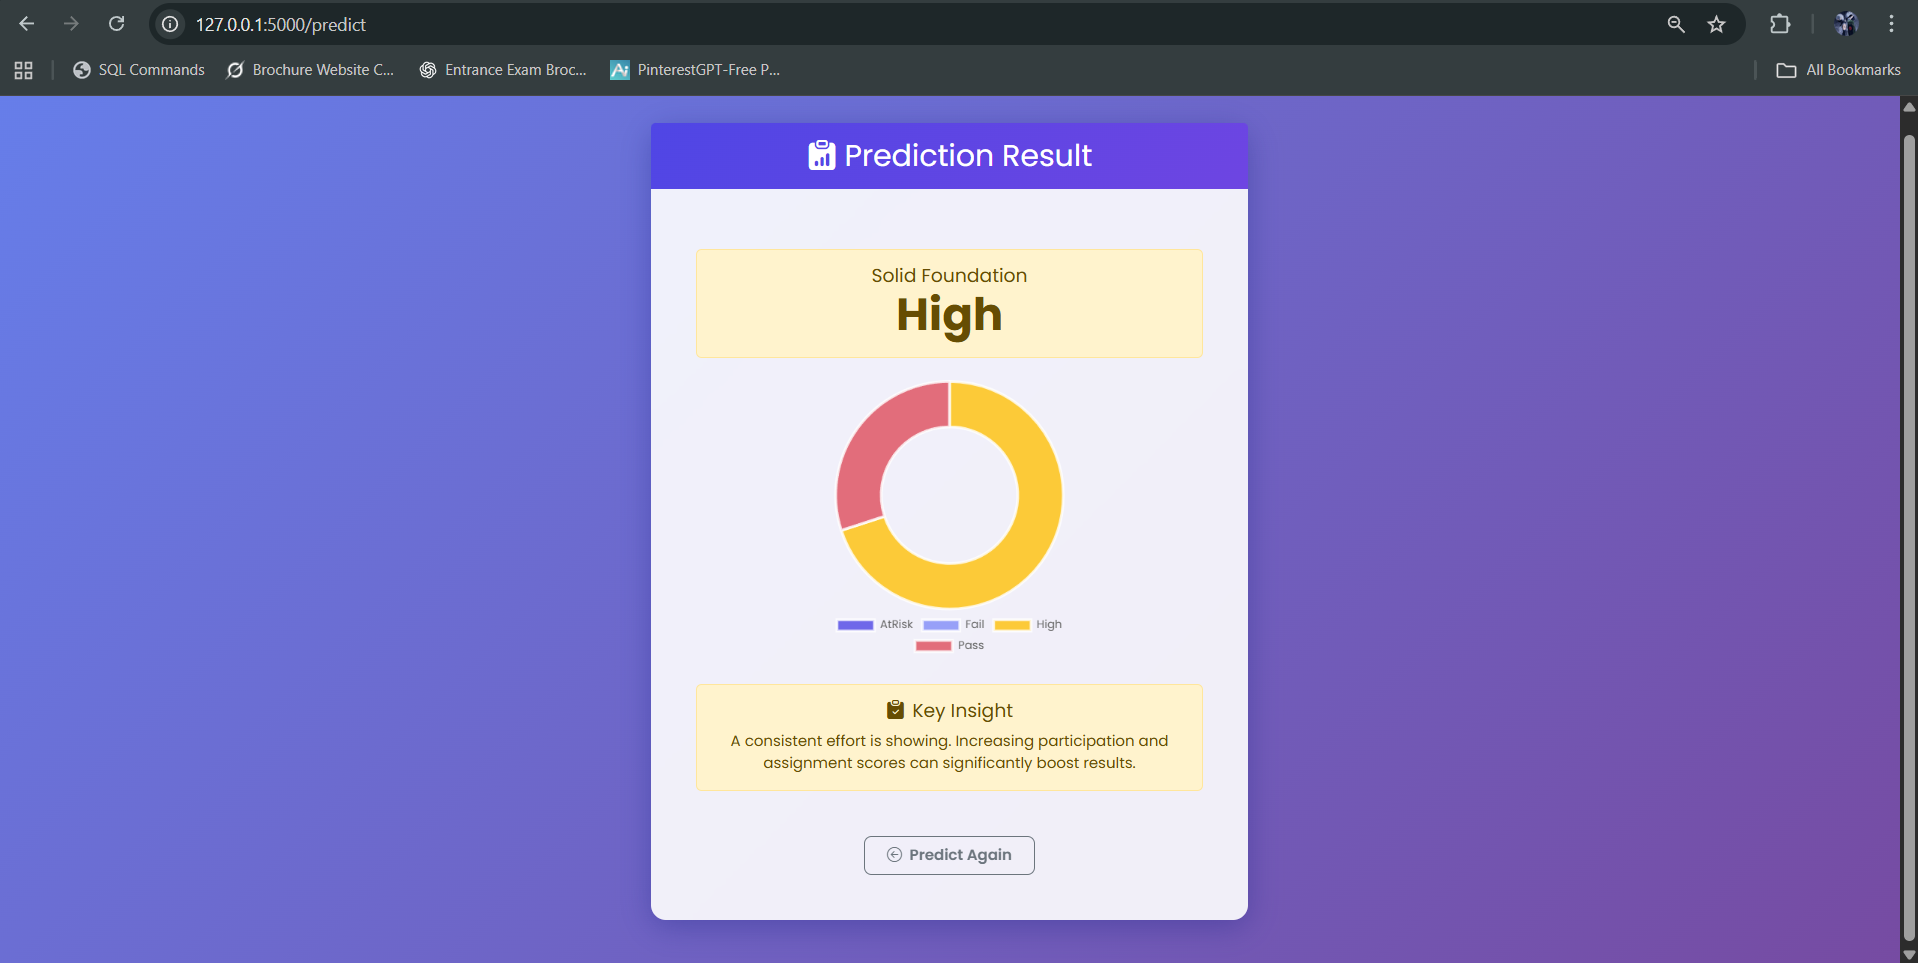 127.0.0.1:5000/predict
SQL Commands
Brochure Website C...
Entrance Exam Broc...
PinterestGPT-Free P...
All Bookmarks
Prediction Result
Solid Foundation
High
AtRisk Fail High
Pass
Key Insight
A consistent effort is showing. Increasing participation and
assignment scores can significantly boost results.
Predict Again